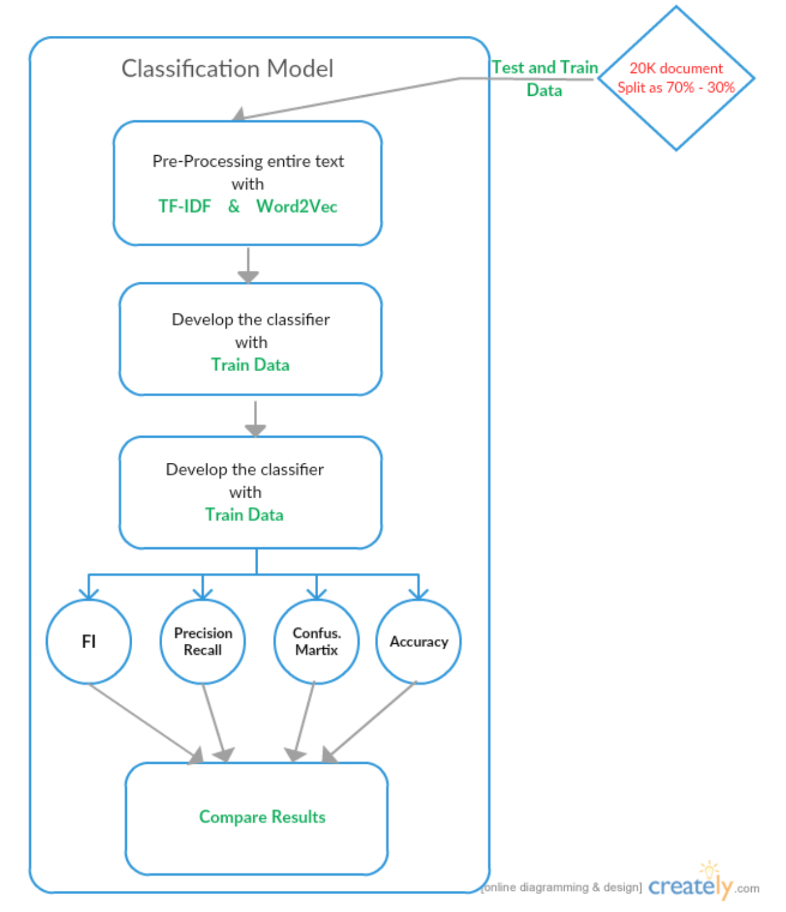 Classification Model
Test and Train
Data
20K document
Split as 70% - 30%
Pre-Processing entire text
with
TF-IDF & Word2Vec
Develop the classifier
with
Train Data
Develop the classifier
with
Train Data
FI
Precision
Recall
Confus.
Martix
Accuracy
Compare Results
[online diagramming & design] creately.com